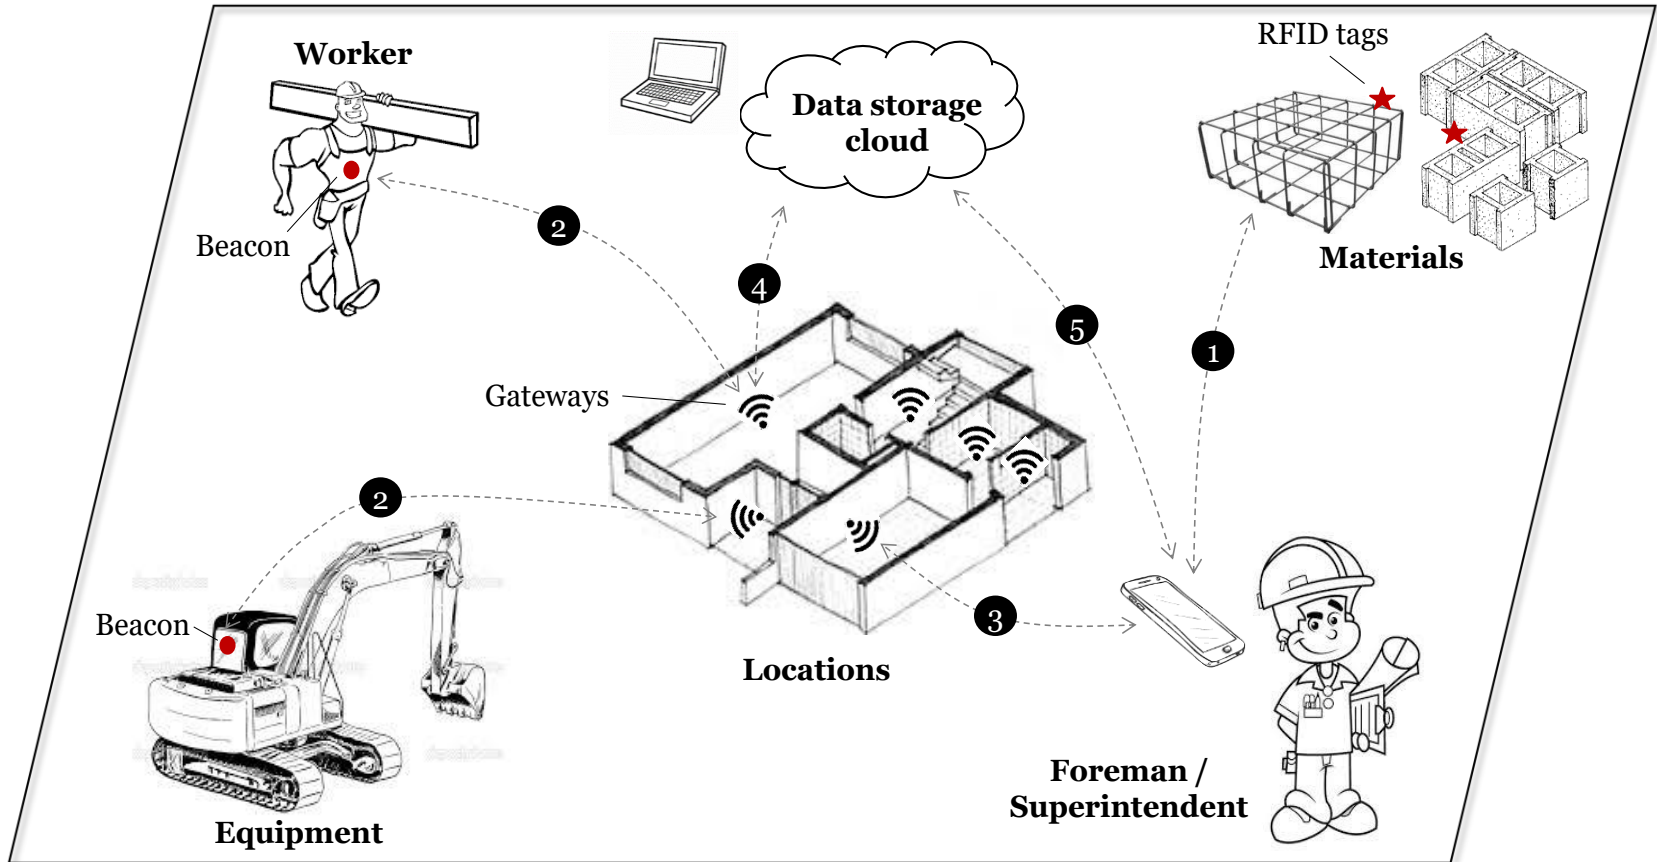 Worker
Data storage
cloud
RFID tags
Beacon
2
4
5
1
Materials
Gateways
2
Beacon
3
Locations
Foreman /
Superintendent
Equipment